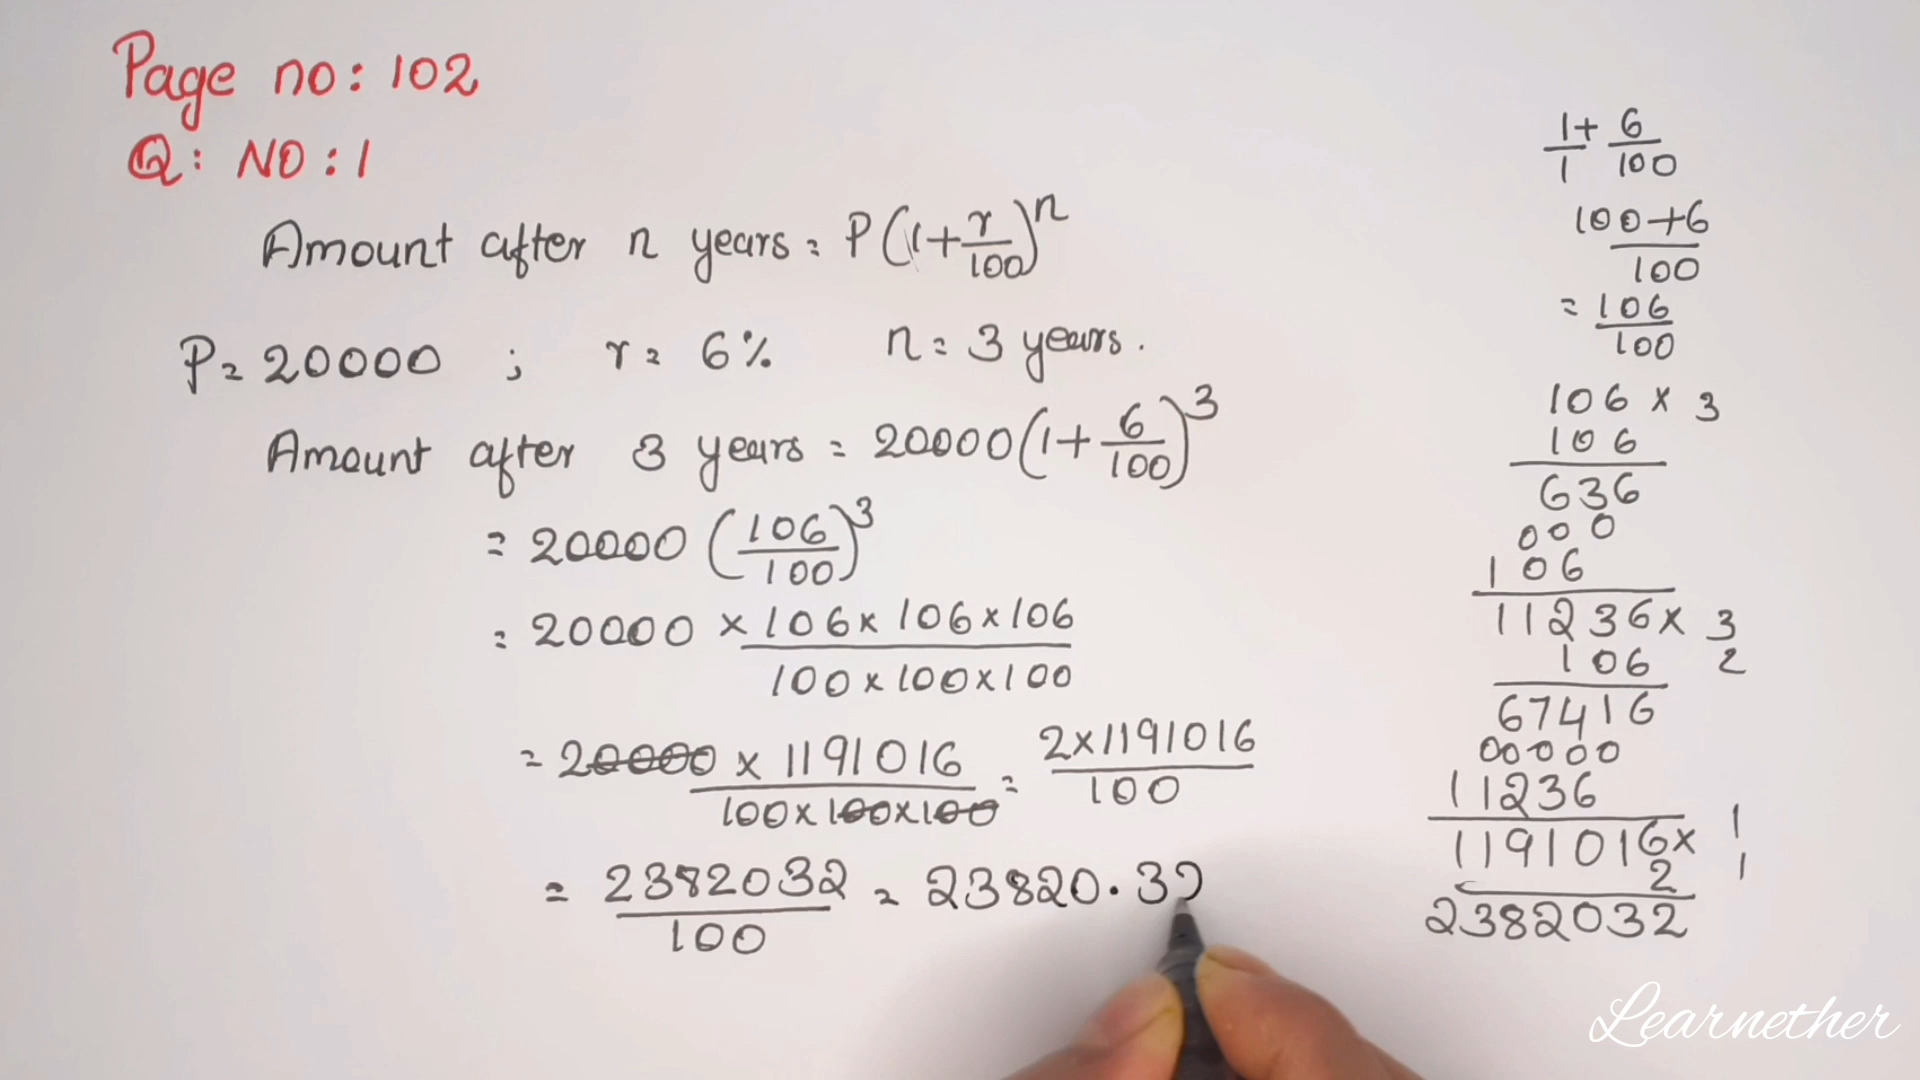 Page no: 102
Q: NO: 1
Amount after n years = P(1+r/100)^n
P = 20000 ; r = 6% n = 3 years.
Amount after 3 years = 20000(1+6/100)^3
= 20000 (106/100)^3
= 20000 × 106 × 106 × 106 / 100 × 100 × 100
= 20000 × 1191016 / 100 × 100 × 100 = 2×1191016 / 100
= 2382032 / 100 = 23820.32
1/1 + 6/100
100+6 / 100
= 106/100
106 × 3
106
636
000
106
11236 × 3
106 2
67416
00000
11236
1191016 × 1
2 1
2382032
Learnether